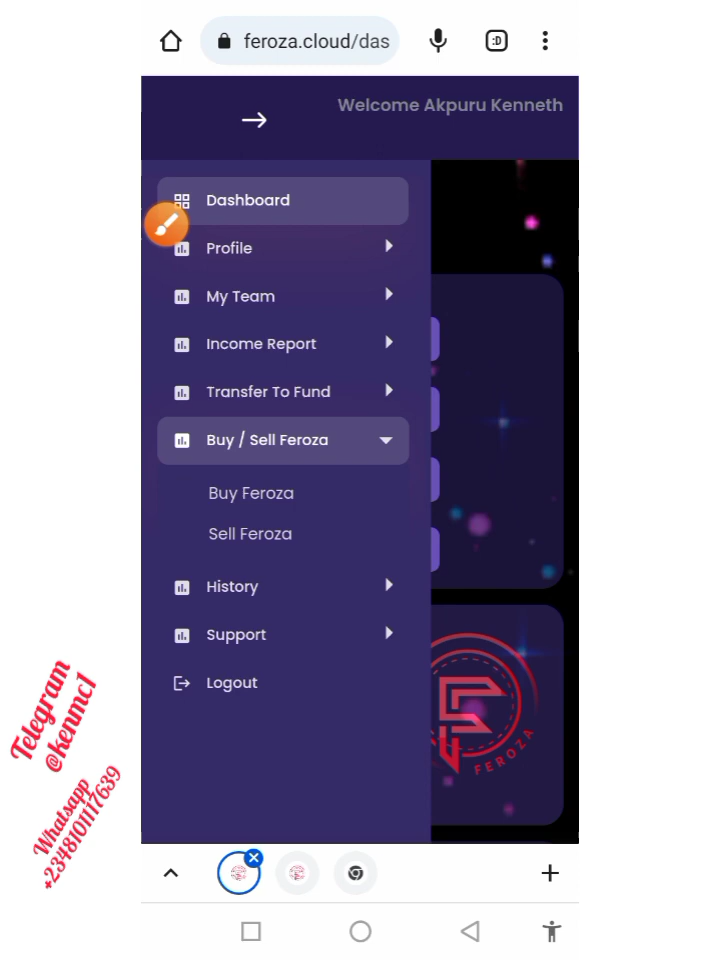 feroza.cloud/das
:D
Welcome Akpuru Kenneth
Dashboard
Profile
My Team
Income Report
Transfer To Fund
Buy / Sell Feroza
Buy Feroza
Sell Feroza
History
Support
Logout
FEROZA
Telegram
@kenmc1
Whatsapp
+2348101117639